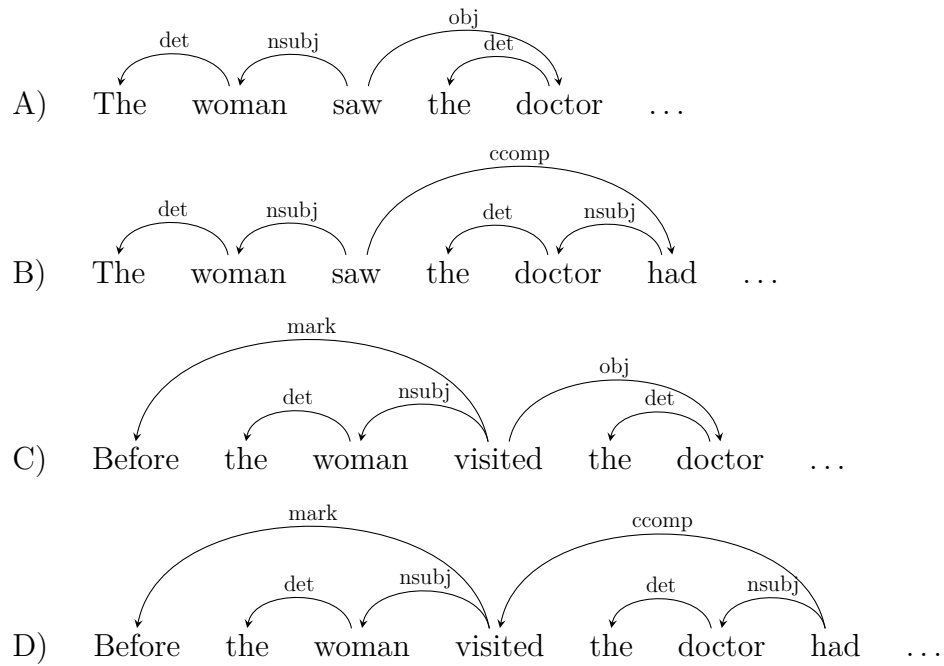 det nsubj obj det
A) The woman saw the doctor ...
ccomp
det nsubj det nsubj
B) The woman saw the doctor had ...
mark
det nsubj obj det
C) Before the woman visited the doctor ...
mark ccomp
det nsubj det nsubj
D) Before the woman visited the doctor had ...